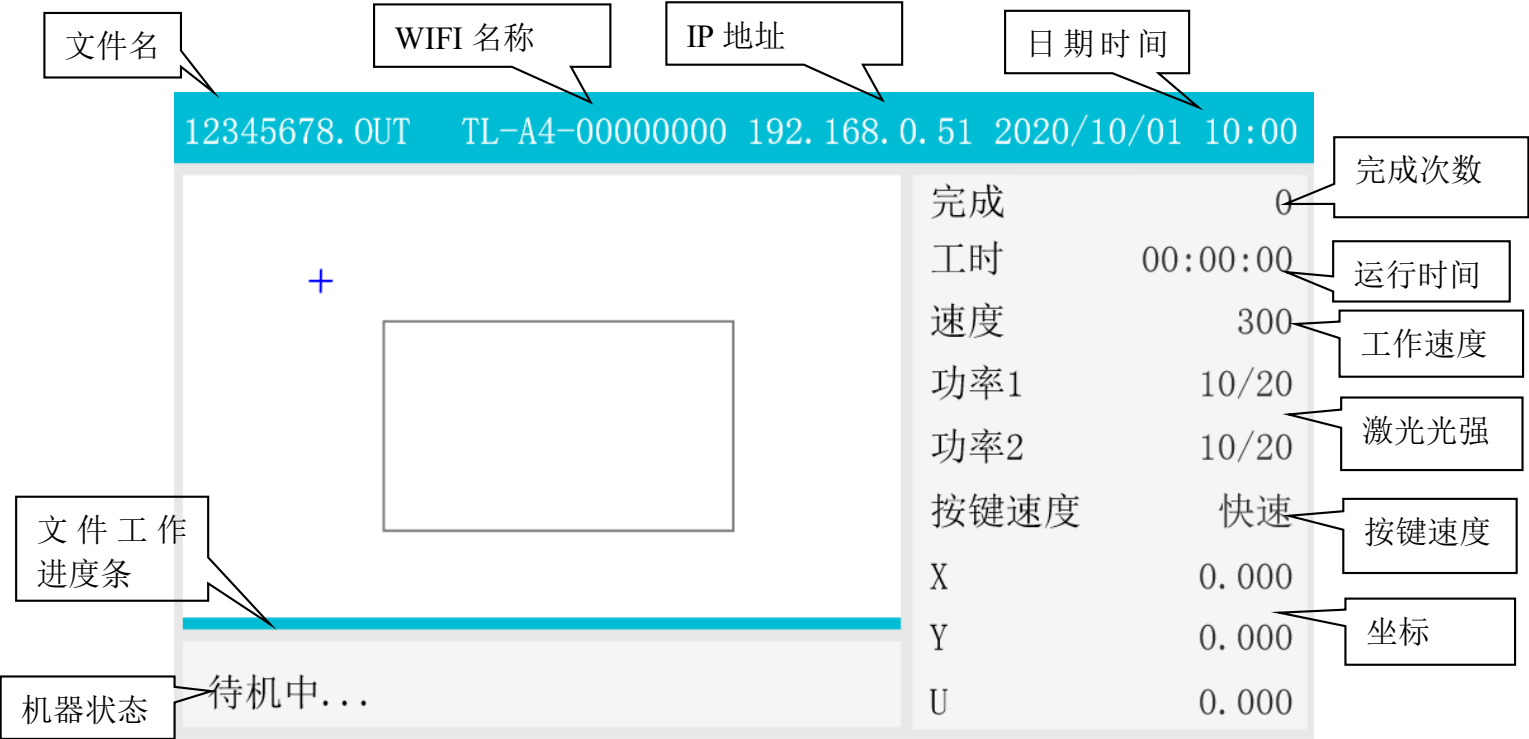 文件名
WIFI 名称
IP 地址
日期时间
12345678.OUT TL-A4-00000000 192.168.0.51 2020/10/01 10:00
完成 0
完成次数
工时 00:00:00
运行时间
速度 300
工作速度
功率1 10/20
激光光强
功率2 10/20
按键速度 快速
按键速度
X 0.000
坐标
Y 0.000
U 0.000
文件工作
进度条
机器状态
待机中...